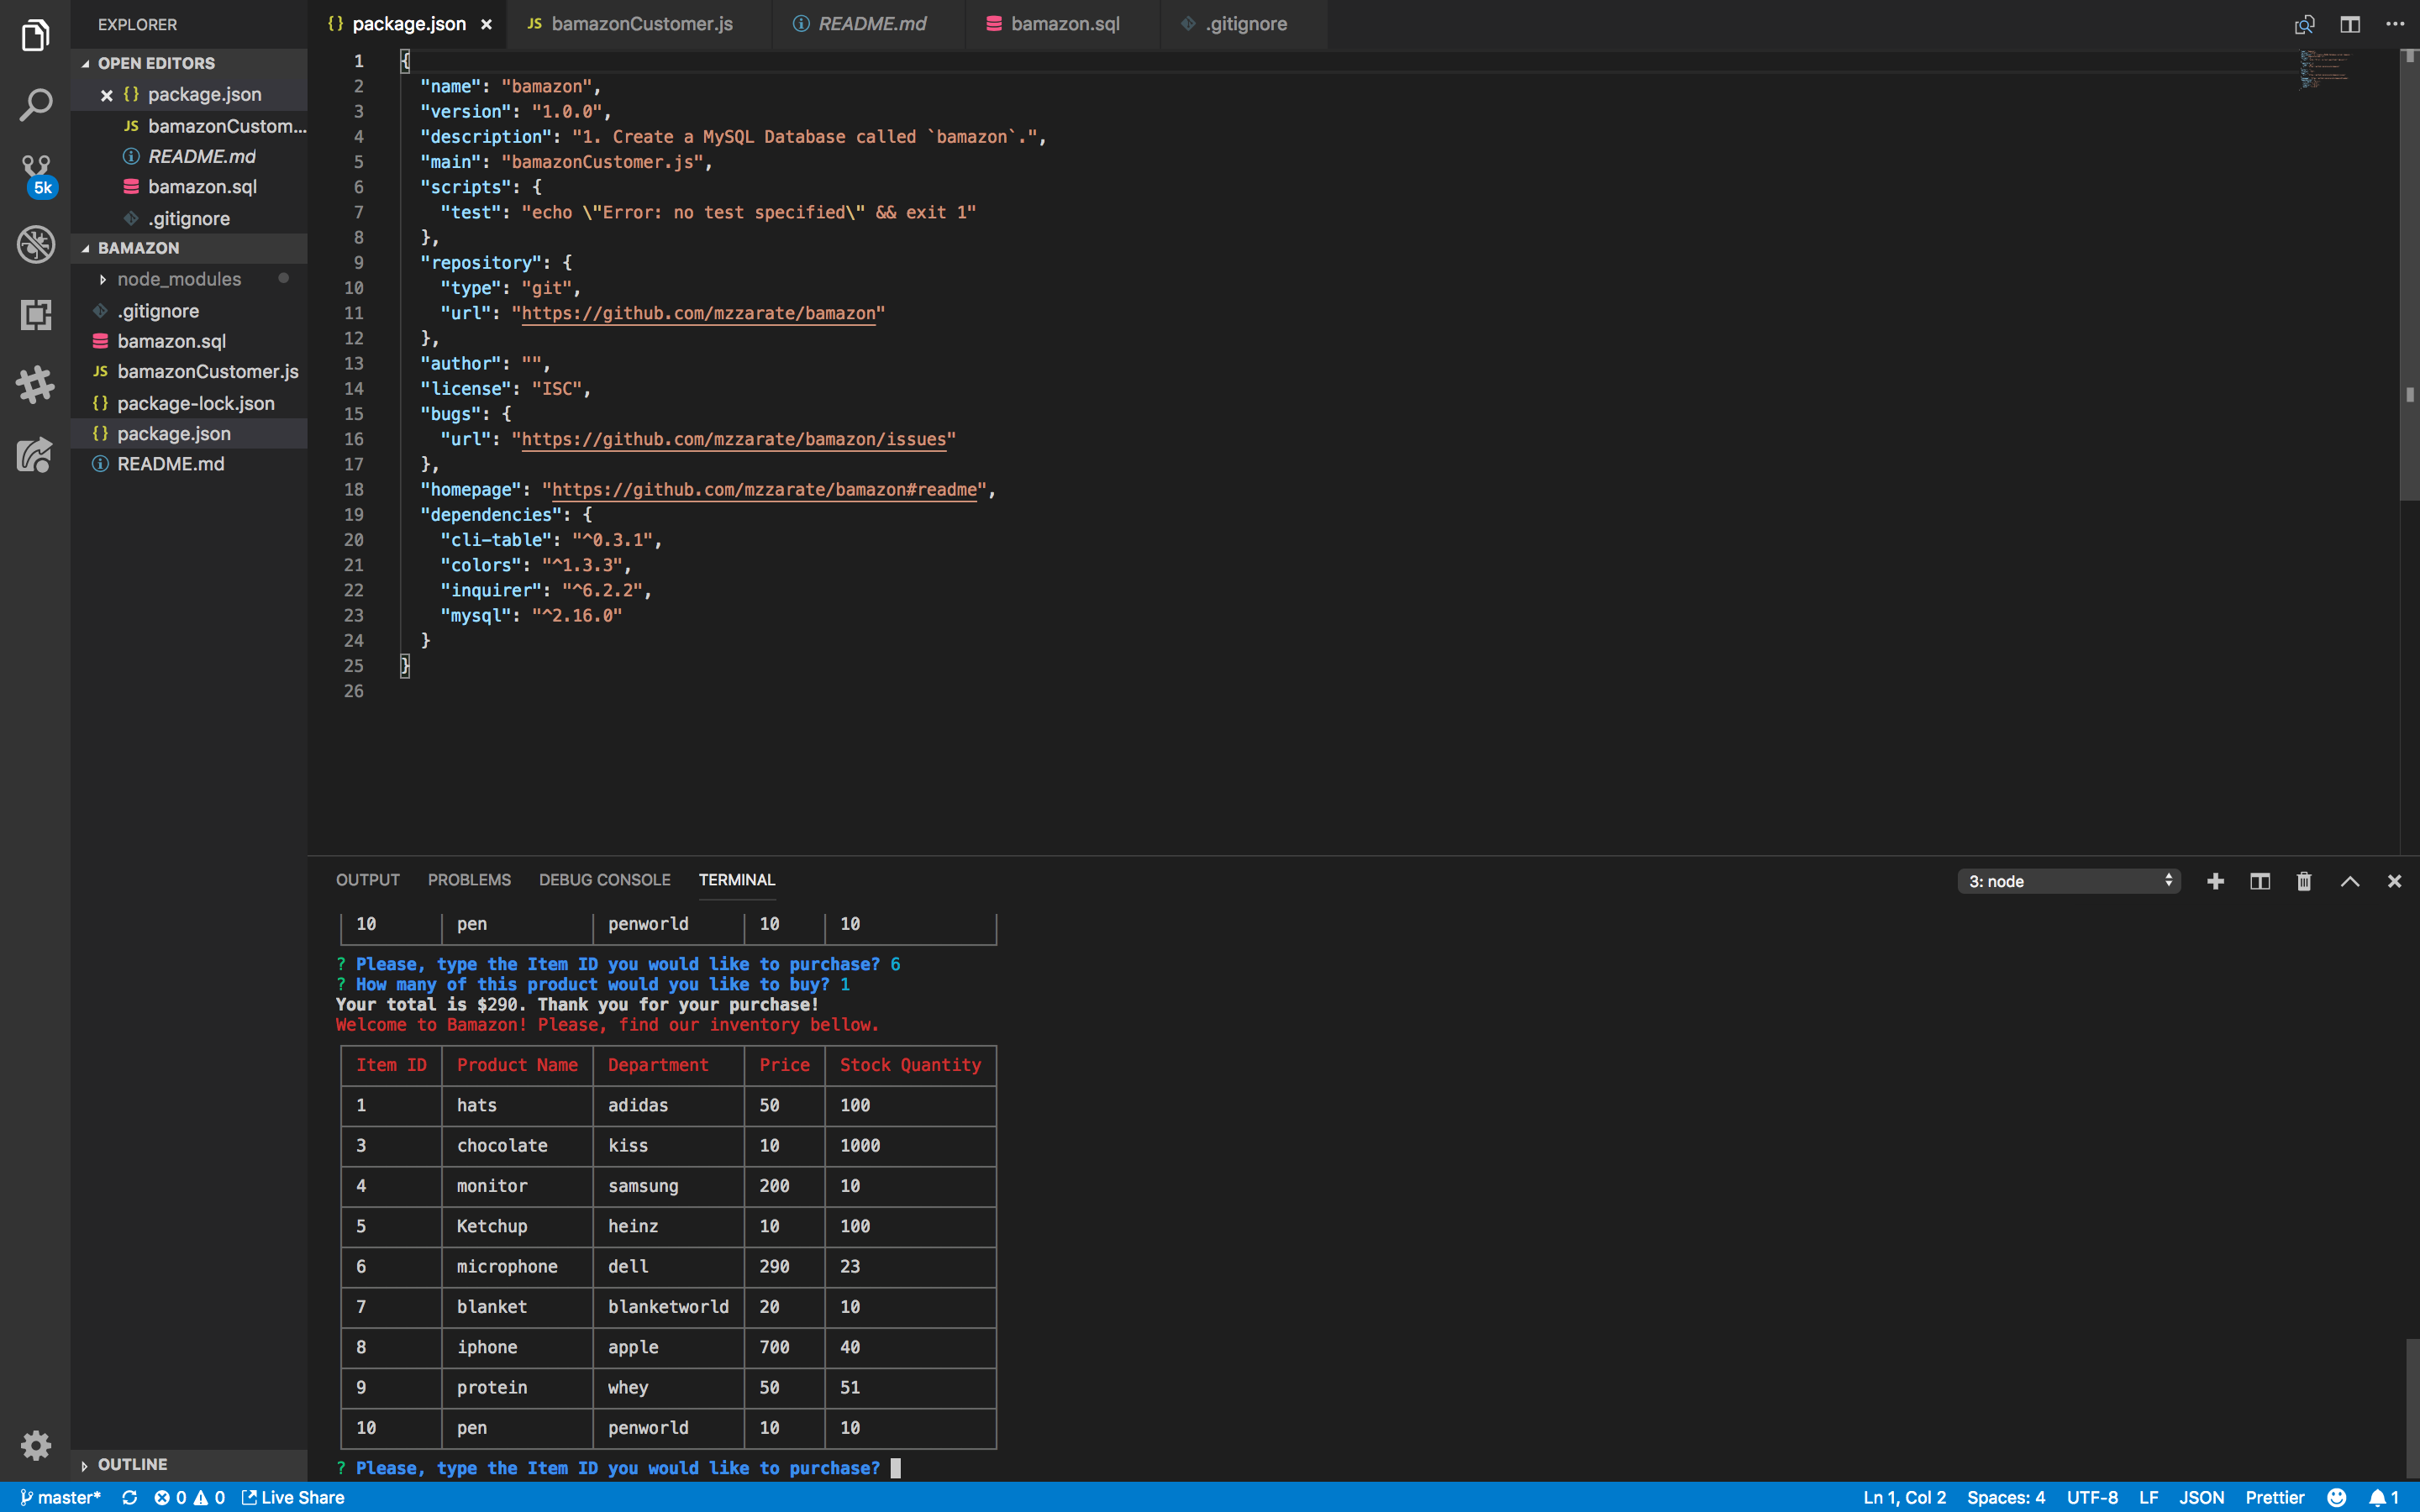 EXPLORER
OPEN EDITORS
{} package.json
JS bamazonCustom...
README.md
bamazon.sql
.gitignore
BAMAZON
node_modules
.gitignore
bamazon.sql
JS bamazonCustomer.js
{} package-lock.json
{} package.json
README.md
OUTLINE
5k
{} package.json
JS bamazonCustomer.js
README.md
bamazon.sql
.gitignore
1 {
2 "name": "bamazon",
3 "version": "1.0.0",
4 "description": "1. Create a MySQL Database called `bamazon`.",
5 "main": "bamazonCustomer.js",
6 "scripts": {
7 "test": "echo \"Error: no test specified\" && exit 1"
8 },
9 "repository": {
10 "type": "git",
11 "url": "https://github.com/mzzarate/bamazon"
12 },
13 "author": "",
14 "license": "ISC",
15 "bugs": {
16 "url": "https://github.com/mzzarate/bamazon/issues"
17 },
18 "homepage": "https://github.com/mzzarate/bamazon#readme",
19 "dependencies": {
20 "cli-table": "^0.3.1",
21 "colors": "^1.3.3",
22 "inquirer": "^6.2.2",
23 "mysql": "^2.16.0"
24 }
25 }
26
OUTPUT PROBLEMS DEBUG CONSOLE TERMINAL 3: node
10 pen penworld 10 10
? Please, type the Item ID you would like to purchase? 6
? How many of this product would you like to buy? 1
Your total is $290. Thank you for your purchase!
Welcome to Bamazon! Please, find our inventory bellow.
Item ID Product Name Department Price Stock Quantity
1 hats adidas 50 100
3 chocolate kiss 10 1000
4 monitor samsung 200 10
5 Ketchup heinz 10 100
6 microphone dell 290 23
7 blanket blanketworld 20 10
8 iphone apple 700 40
9 protein whey 50 51
10 pen penworld 10 10
? Please, type the Item ID you would like to purchase?
master* 0 0 Live Share Ln 1, Col 2 Spaces: 4 UTF-8 LF JSON Prettier 1